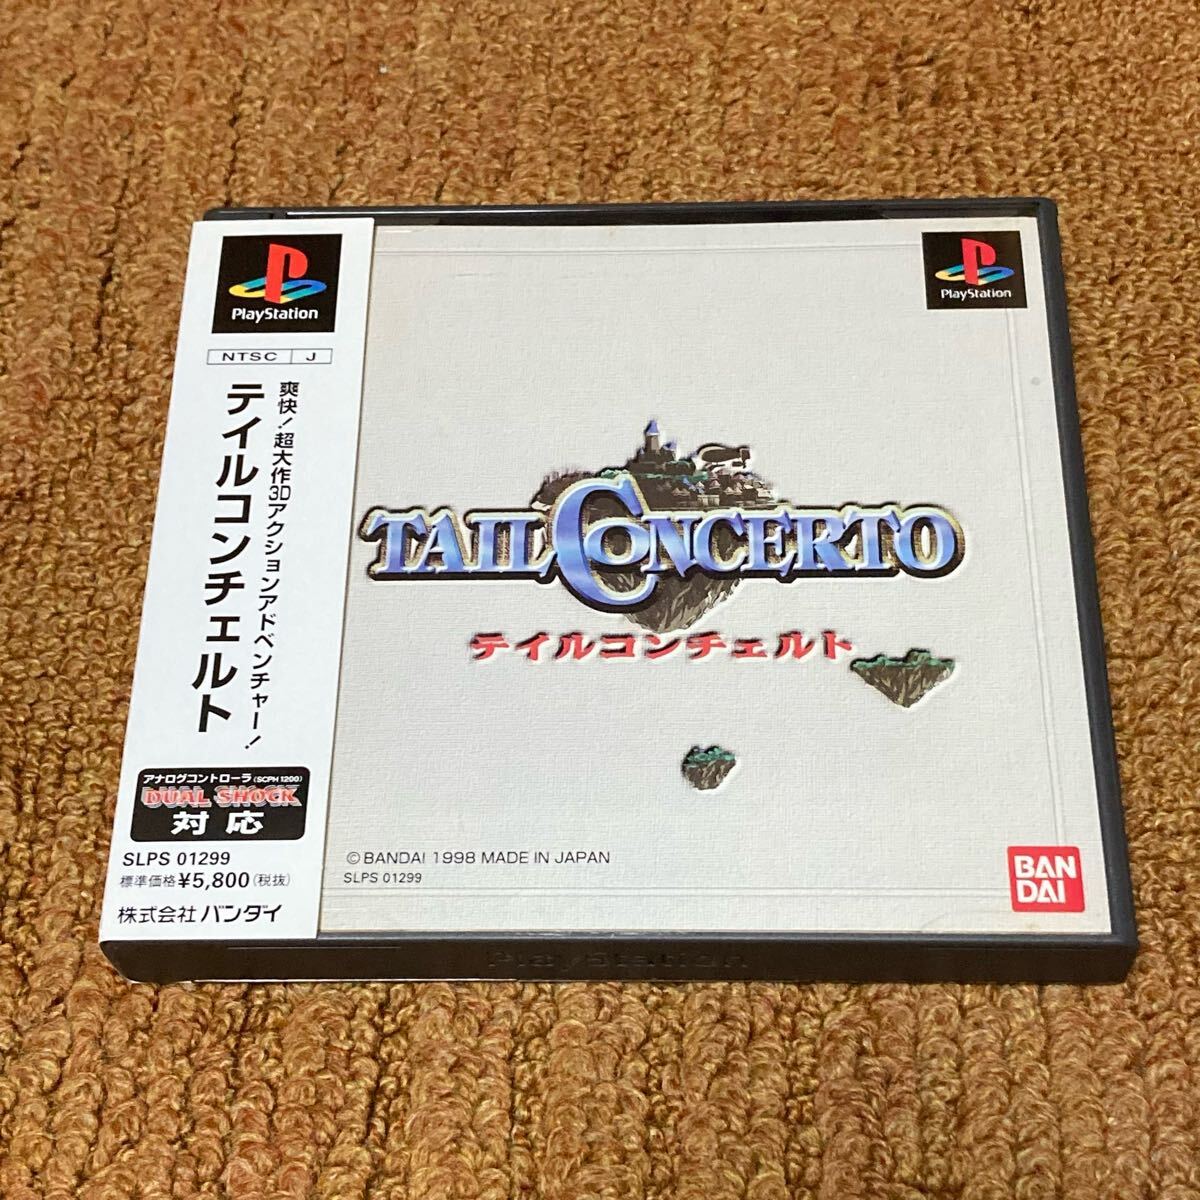 PlayStation
NTSC J
爽快!超大作3Dアクションアドベンチャー!
テイルコンチェルト
アナログコントローラ(SCPH 1200)
DUAL SHOCK
対応
SLPS 01299
標準価格¥5,800(税抜)
株式会社バンダイ
PlayStation
TAIL CONCERTO
テイルコンチェルト
©BANDAI 1998 MADE IN JAPAN
SLPS 01299
BAN
DAI
PlayStation